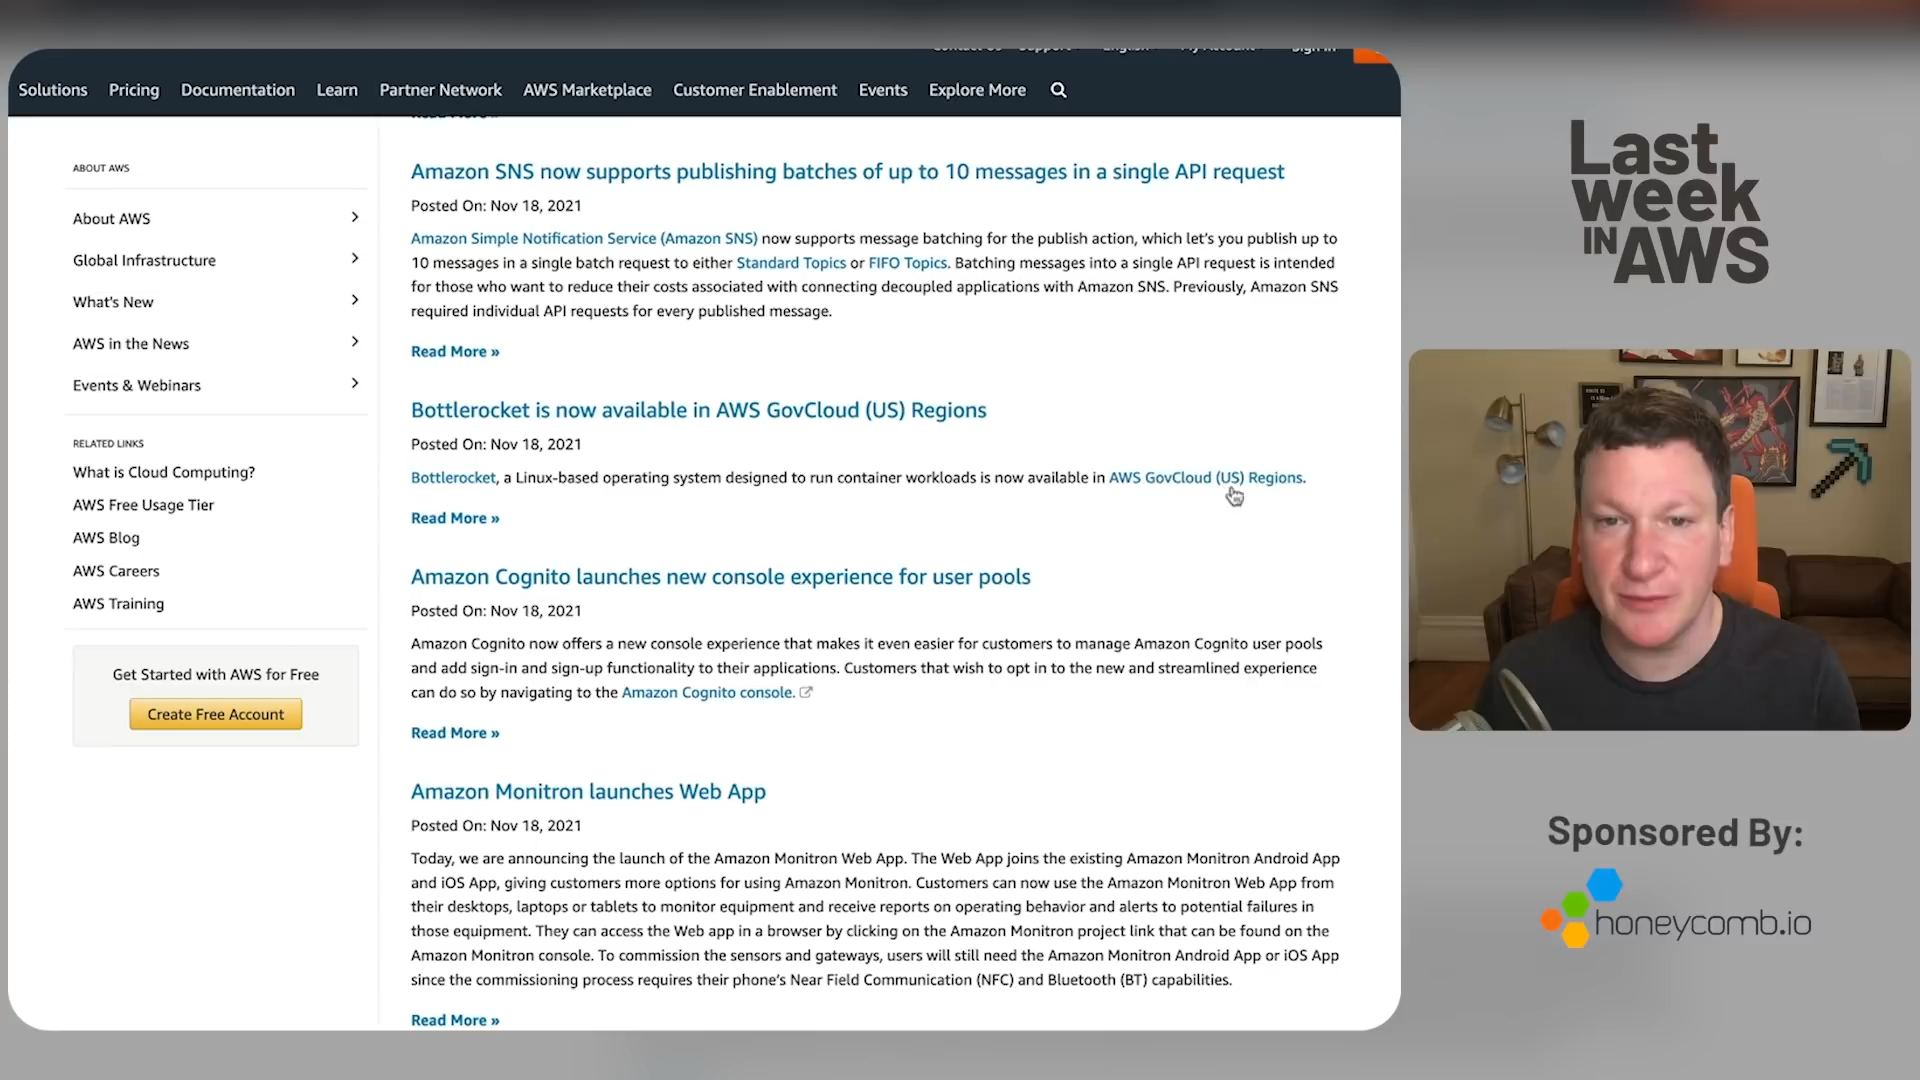 Contact Us Support English My Account Sign In
Solutions Pricing Documentation Learn Partner Network AWS Marketplace Customer Enablement Events Explore More
Read More »
ABOUT AWS
About AWS
Global Infrastructure
What's New
AWS in the News
Events & Webinars
RELATED LINKS
What is Cloud Computing?
AWS Free Usage Tier
AWS Blog
AWS Careers
AWS Training
Get Started with AWS for Free
Create Free Account
Amazon SNS now supports publishing batches of up to 10 messages in a single API request
Posted On: Nov 18, 2021
Amazon Simple Notification Service (Amazon SNS) now supports message batching for the publish action, which let's you publish up to
10 messages in a single batch request to either Standard Topics or FIFO Topics. Batching messages into a single API request is intended
for those who want to reduce their costs associated with connecting decoupled applications with Amazon SNS. Previously, Amazon SNS
required individual API requests for every published message.
Read More »
Bottlerocket is now available in AWS GovCloud (US) Regions
Posted On: Nov 18, 2021
Bottlerocket, a Linux-based operating system designed to run container workloads is now available in AWS GovCloud (US) Regions.
Read More »
Amazon Cognito launches new console experience for user pools
Posted On: Nov 18, 2021
Amazon Cognito now offers a new console experience that makes it even easier for customers to manage Amazon Cognito user pools
and add sign-in and sign-up functionality to their applications. Customers that wish to opt in to the new and streamlined experience
can do so by navigating to the Amazon Cognito console.
Read More »
Amazon Monitron launches Web App
Posted On: Nov 18, 2021
Today, we are announcing the launch of the Amazon Monitron Web App. The Web App joins the existing Amazon Monitron Android App
and iOS App, giving customers more options for using Amazon Monitron. Customers can now use the Amazon Monitron Web App from
their desktops, laptops or tablets to monitor equipment and receive reports on operating behavior and alerts to potential failures in
those equipment. They can access the Web app in a browser by clicking on the Amazon Monitron project link that can be found on the
Amazon Monitron console. To commission the sensors and gateways, users will still need the Amazon Monitron Android App or iOS App
since the commissioning process requires their phone's Near Field Communication (NFC) and Bluetooth (BT) capabilities.
Read More »
Last
week
IN AWS
Sponsored By:
honeycomb.io